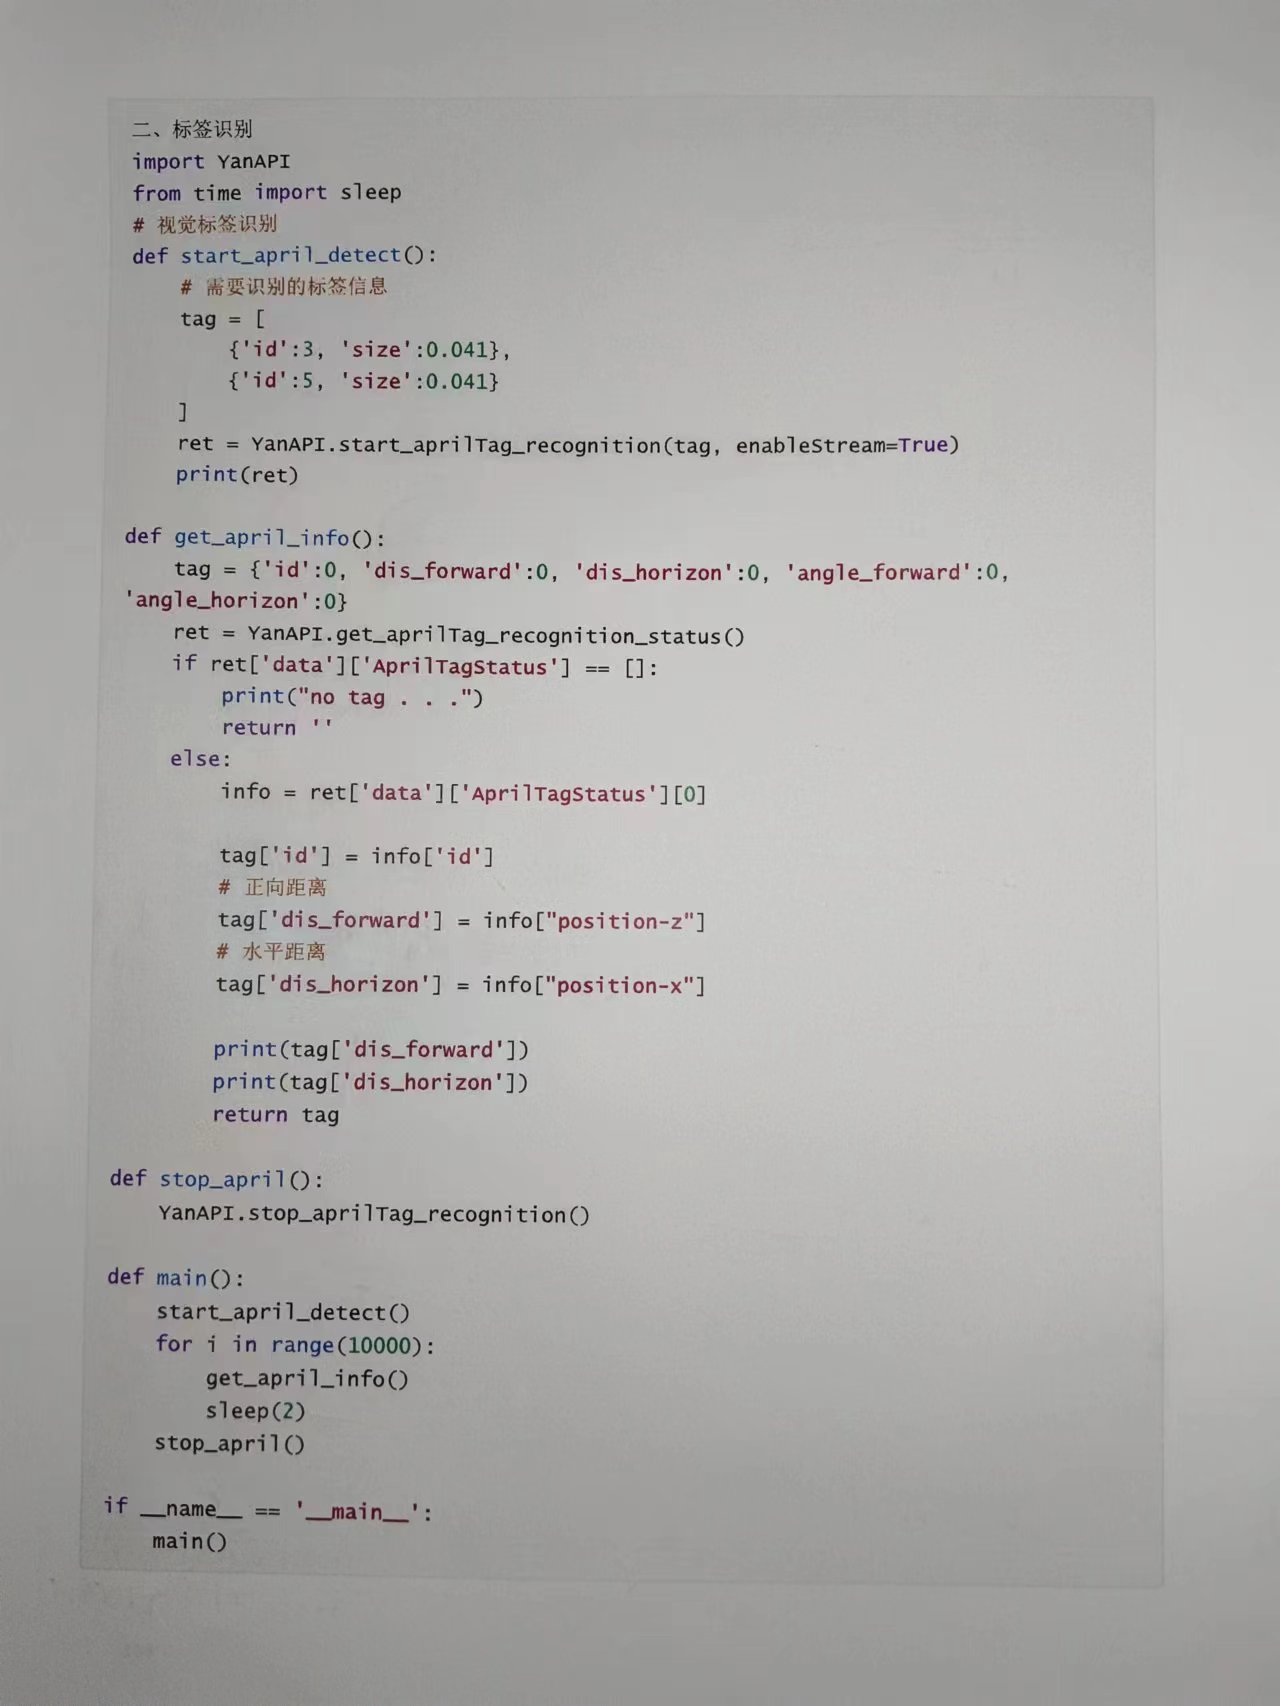 二、标签识别
import YanAPI
from time import sleep
# 视觉标签识别
def start_april_detect():
    # 需要识别的标签信息
    tag = [
        {'id':3, 'size':0.041},
        {'id':5, 'size':0.041}
    ]
    ret = YanAPI.start_aprilTag_recognition(tag, enableStream=True)
    print(ret)

def get_april_info():
    tag = {'id':0, 'dis_forward':0, 'dis_horizon':0, 'angle_forward':0,
'angle_horizon':0}
    ret = YanAPI.get_aprilTag_recognition_status()
    if ret['data']['AprilTagStatus'] == []:
        print("no tag . . .")
        return ''
    else:
        info = ret['data']['AprilTagStatus'][0]

        tag['id'] = info['id']
        # 正向距离
        tag['dis_forward'] = info["position-z"]
        # 水平距离
        tag['dis_horizon'] = info["position-x"]

        print(tag['dis_forward'])
        print(tag['dis_horizon'])
        return tag

def stop_april():
    YanAPI.stop_aprilTag_recognition()

def main():
    start_april_detect()
    for i in range(10000):
        get_april_info()
        sleep(2)
    stop_april()

if __name__ == '__main__':
    main()